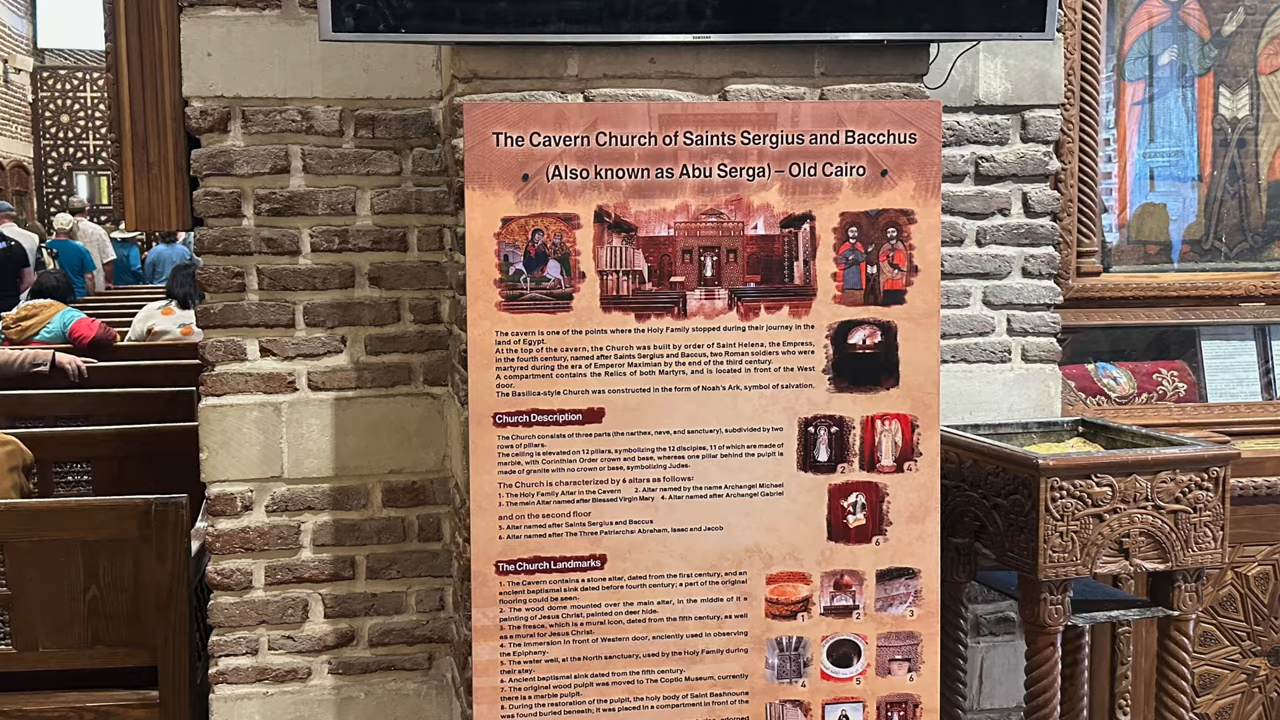 SAMSUNG
The Cavern Church of Saints Sergius and Bacchus
(Also known as Abu Serga) – Old Cairo
The cavern is one of the points where the Holy Family stopped during their journey in the
land of Egypt.
At the top of the cavern, the Church was built by order of Saint Helena, the Empress,
in the fourth century, named after Saints Sergius and Baccus, two Roman soldiers who were
martyred during the era of Emperor Maximian by the end of the third century.
A compartment contains the Relics of both Martyrs, and is located in front of the West
door.
The Basilica-style Church was constructed in the form of Noah's Ark, symbol of salvation.
Church Description
The Church consists of three parts (the narthex, nave, and sanctuary), subdivided by two
rows of pillars.
The ceiling is elevated on 12 pillars, symbolizing the 12 disciples, 11 of which are made of
marble, with Corinthian Order crown and base, whereas one pillar behind the pulpit is
made of granite with no crown or base, symbolizing Judas.
The Church is characterized by 6 altars as follows:
1. The Holy Family Altar in the Cavern 2. Altar named by the name Archangel Michael
3. The main Altar named after Blessed Virgin Mary 4. Altar named after Archangel Gabriel
and on the second floor
5. Altar named after Saints Sergius and Baccus
6. Altar named after The Three Patriarchs: Abraham, Isaac and Jacob
2 4
6
The Church Landmarks
1. The Cavern contains a stone altar, dated from the first century, and an
ancient baptismal sink dated before fourth century; a part of the original
flooring could be seen.
2. The wood dome mounted over the main altar, in the middle of it a
painting of Jesus Christ, painted on deer hide.
3. The fresce, which is a mural icon, dated from the fifth century, as well
as a mural for Jesus Christ.
4. The immersion in front of Western door, anciently used in observing
the Epiphany.
5. The water well, at the North sanctuary, used by the Holy Family during
their stay.
6. Ancient baptismal sink dated from the fifth century.
7. The original wood pulpit was moved to The Coptic Museum, currently
there is a marble pulpit.
8. During the restoration of the pulpit, the holy body of Saint Bashnouna
was found buried beneath; it was placed in a compartment in front of the
1 2 3
4 5 6